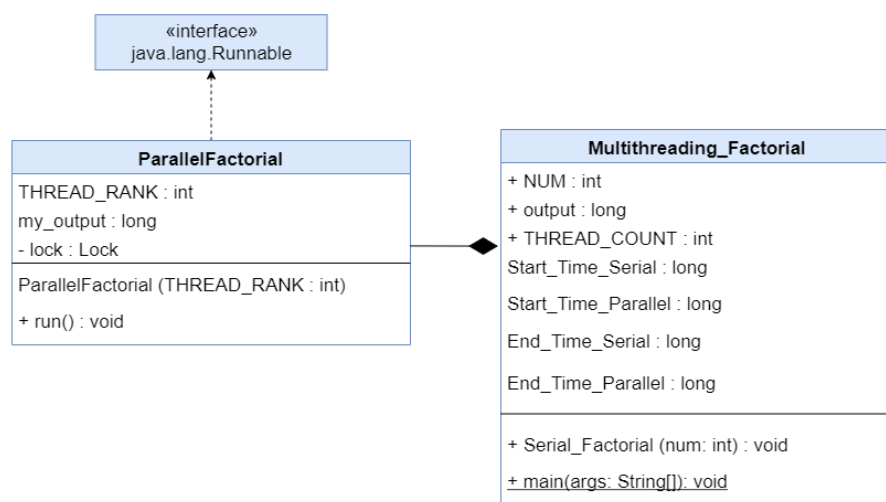 «interface»
java.lang.Runnable
ParallelFactorial
THREAD_RANK : int
my_output : long
- lock : Lock
ParallelFactorial (THREAD_RANK : int)
+ run() : void
Multithreading_Factorial
+ NUM : int
+ output : long
+ THREAD_COUNT : int
Start_Time_Serial : long
Start_Time_Parallel : long
End_Time_Serial : long
End_Time_Parallel : long
+ Serial_Factorial (num: int) : void
+ main(args: String[]): void